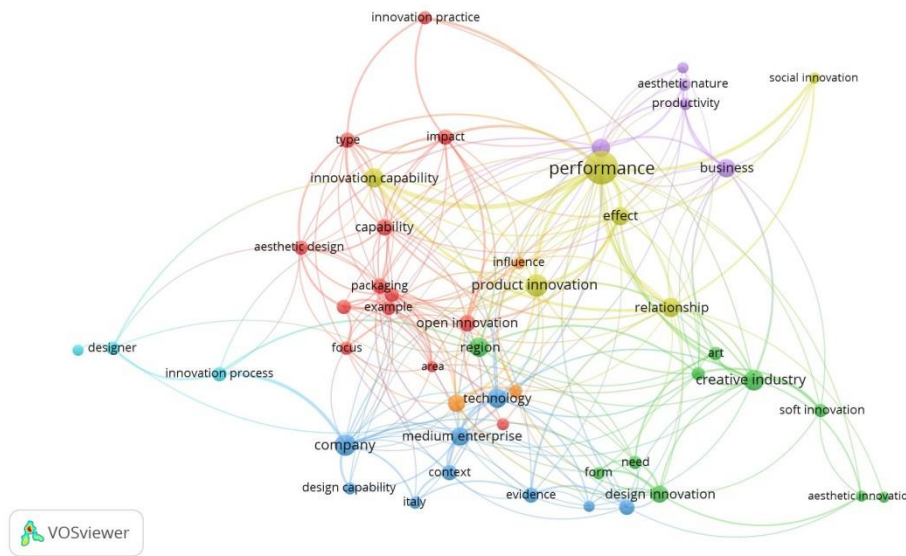 innovation practice
aesthetic nature
social innovation
productivity
type
impact
performance
business
innovation capability
effect
capability
aesthetic design
influence
packaging
product innovation
example
relationship
open innovation
region
focus
art
designer
area
innovation process
creative industry
technology
soft innovation
company
medium enterprise
need
context
form
design capability
evidence
design innovation
italy
aesthetic innovation
VOSviewer